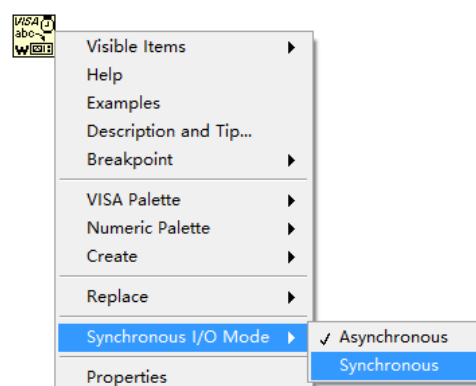 VISA
abc
W
Visible Items
Help
Examples
Description and Tip...
Breakpoint
VISA Palette
Numeric Palette
Create
Replace
Synchronous I/O Mode
✓ Asynchronous
Synchronous
Properties